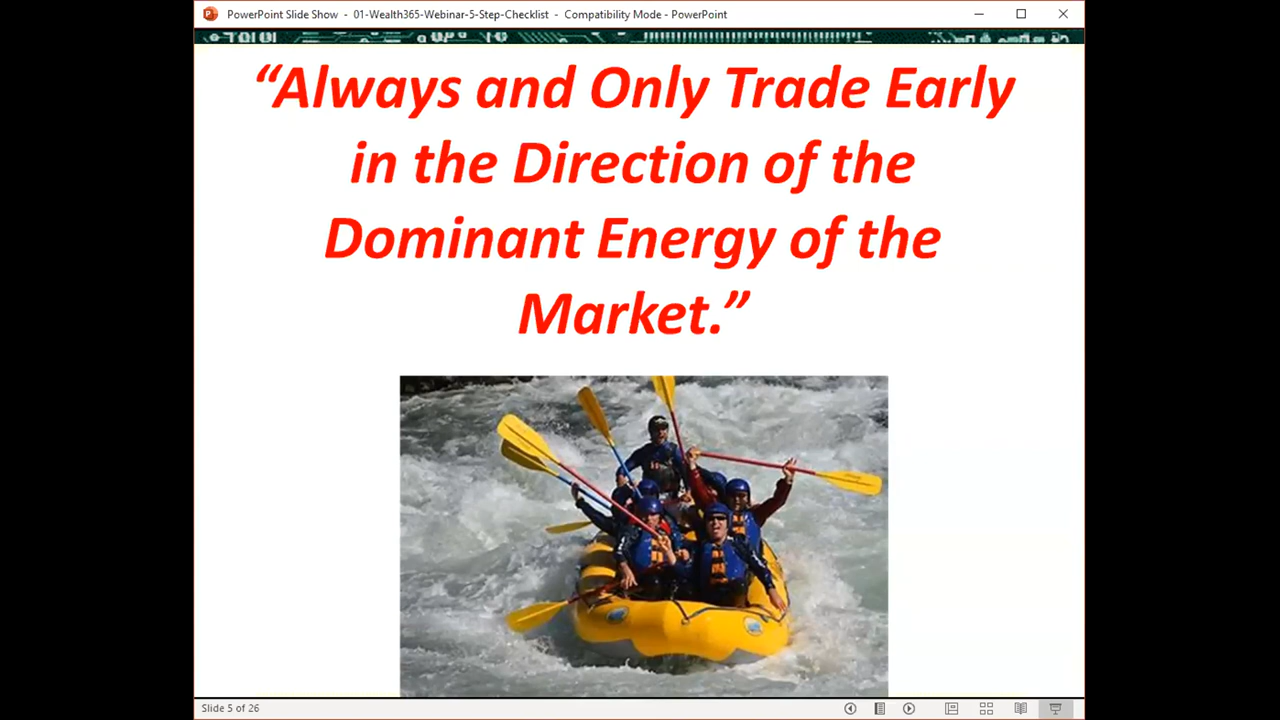 PowerPoint Slide Show - 01-Wealth365-Webinar-5-Step-Checklist - Compatibility Mode - PowerPoint
“Always and Only Trade Early
in the Direction of the
Dominant Energy of the
Market.”
Slide 5 of 26